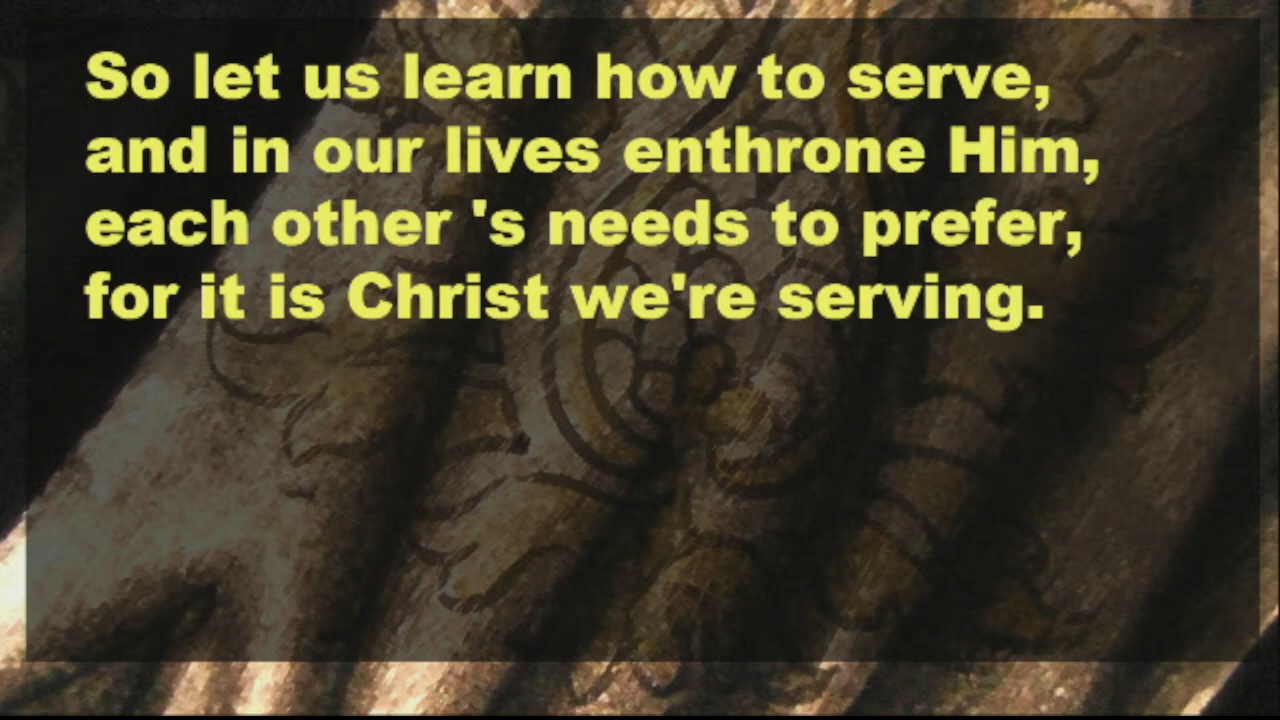 So let us learn how to serve,
and in our lives enthrone Him,
each other 's needs to prefer,
for it is Christ we're serving.